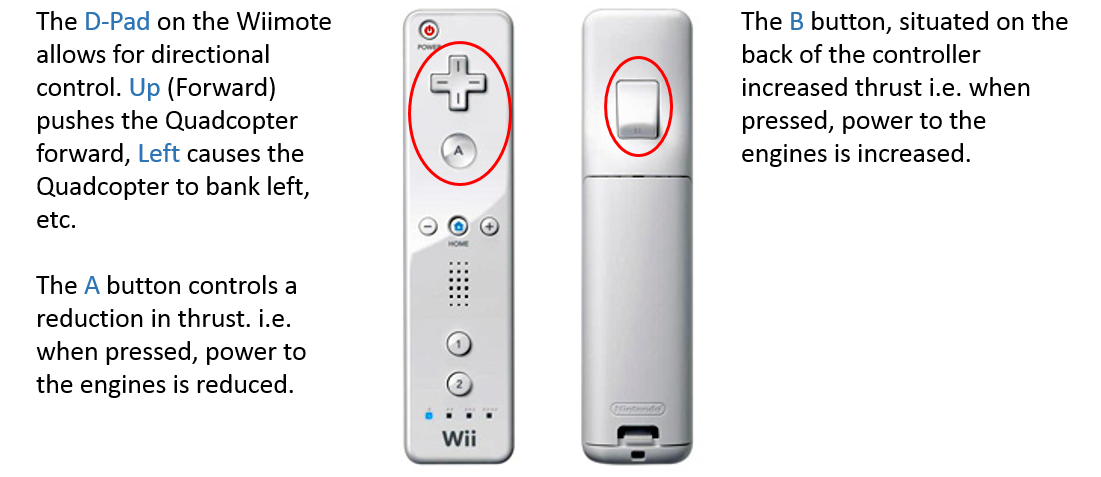 The D-Pad on the Wiimote
allows for directional
control. Up (Forward)
pushes the Quadcopter
forward, Left causes the
Quadcopter to bank left,
etc.
The A button controls a
reduction in thrust. i.e.
when pressed, power to
the engines is reduced.
POWER
A
HOME
1
2
Wii
Nintendo
The B button, situated on the
back of the controller
increased thrust i.e. when
pressed, power to the
engines is increased.